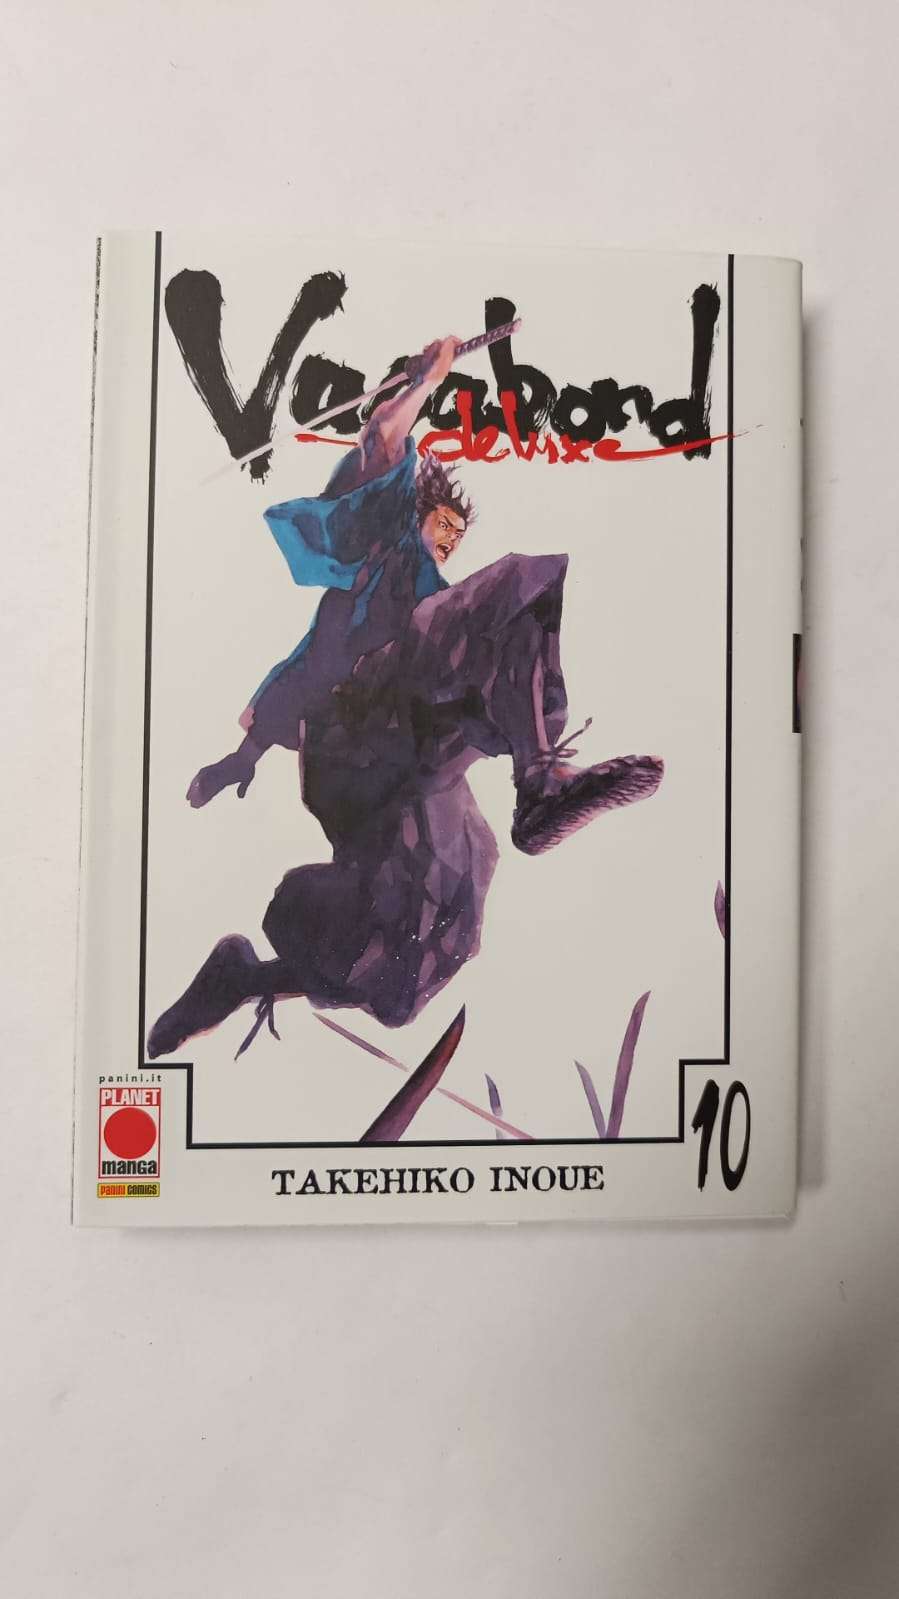 Vagabond
deluxe
panini.it
PLANET
manga
PANINI COMICS
TAKEHIKO INOUE
10